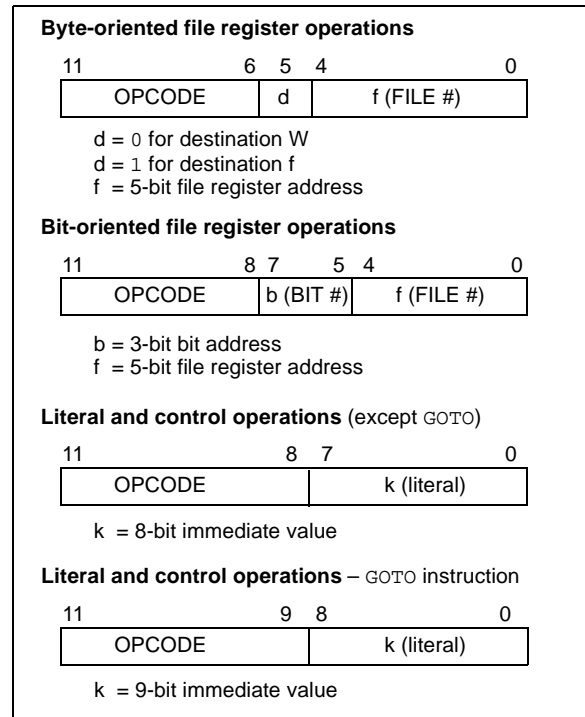 Byte-oriented file register operations
11 6 5 4 0
OPCODE d f (FILE #)
d = 0 for destination W
d = 1 for destination f
f = 5-bit file register address
Bit-oriented file register operations
11 8 7 5 4 0
OPCODE b (BIT #) f (FILE #)
b = 3-bit bit address
f = 5-bit file register address
Literal and control operations (except GOTO)
11 8 7 0
OPCODE k (literal)
k = 8-bit immediate value
Literal and control operations – GOTO instruction
11 9 8 0
OPCODE k (literal)
k = 9-bit immediate value